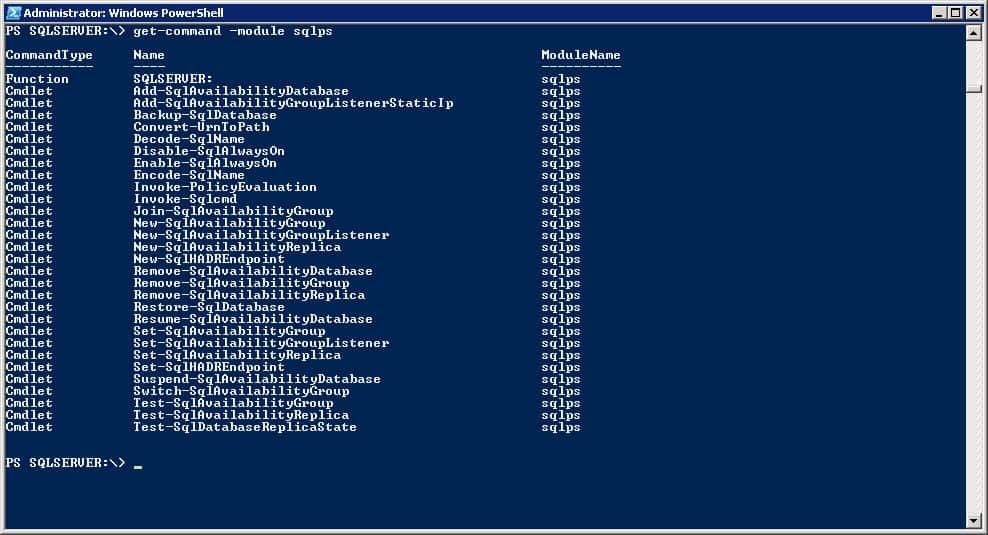 Administrator: Windows PowerShell
PS SQLSERVER:\> get-command -module sqlps
CommandType Name ModuleName
----------- ---- ----------
Function SQLSERVER: sqlps
Cmdlet Add-SqlAvailabilityDatabase sqlps
Cmdlet Add-SqlAvailabilityGroupListenerStaticIp sqlps
Cmdlet Backup-SqlDatabase sqlps
Cmdlet Convert-UrnToPath sqlps
Cmdlet Decode-SqlName sqlps
Cmdlet Disable-SqlAlwaysOn sqlps
Cmdlet Enable-SqlAlwaysOn sqlps
Cmdlet Encode-SqlName sqlps
Cmdlet Invoke-PolicyEvaluation sqlps
Cmdlet Invoke-Sqlcmd sqlps
Cmdlet Join-SqlAvailabilityGroup sqlps
Cmdlet New-SqlAvailabilityGroup sqlps
Cmdlet New-SqlAvailabilityGroupListener sqlps
Cmdlet New-SqlAvailabilityReplica sqlps
Cmdlet New-SqlHADREndpoint sqlps
Cmdlet Remove-SqlAvailabilityDatabase sqlps
Cmdlet Remove-SqlAvailabilityGroup sqlps
Cmdlet Remove-SqlAvailabilityReplica sqlps
Cmdlet Restore-SqlDatabase sqlps
Cmdlet Resume-SqlAvailabilityDatabase sqlps
Cmdlet Set-SqlAvailabilityGroup sqlps
Cmdlet Set-SqlAvailabilityGroupListener sqlps
Cmdlet Set-SqlAvailabilityReplica sqlps
Cmdlet Set-SqlHADREndpoint sqlps
Cmdlet Suspend-SqlAvailabilityDatabase sqlps
Cmdlet Switch-SqlAvailabilityGroup sqlps
Cmdlet Test-SqlAvailabilityGroup sqlps
Cmdlet Test-SqlAvailabilityReplica sqlps
Cmdlet Test-SqlDatabaseReplicaState sqlps
PS SQLSERVER:\> _